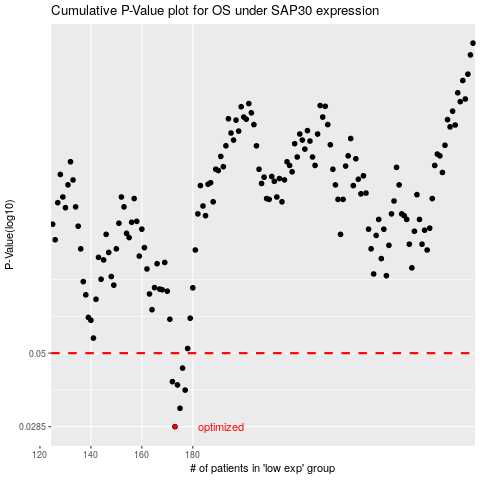 Cumulative P-Value plot for OS under SAP30 expression
P-Value(log10)
0.05
0.0285
optimized
120 140 160 180
# of patients in 'low exp' group